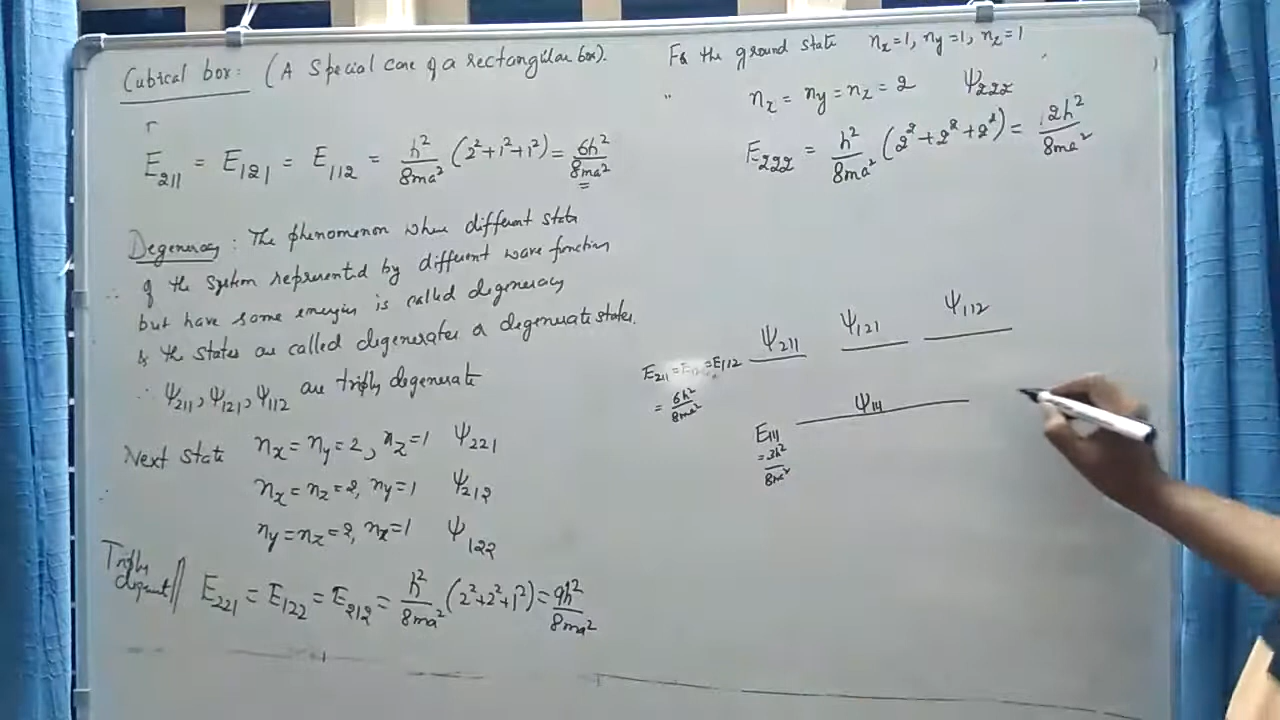 Cubical box: (A Special case of a rectangular box).
E₂₁₁ = E₁₂₁ = E₁₁₂ = h²/8ma² (2²+1²+1²) = 6h²/8ma²
Degeneracy: The phenomenon where different state
of the system represented by different wave function
but have same energies is called degeneracy
& the states are called degenerates or degenerate states.
∴ Ψ₂₁₁, Ψ₁₂₁, Ψ₁₁₂ are triply degenerate
Next state nx = ny = 2, nz = 1 Ψ₂₂₁
nx = nz = 2, ny = 1 Ψ₂₁₂
ny = nz = 2, nx = 1 Ψ₁₂₂
Triply
E₂₂₁ = E₁₂₂ = E₂₁₂ = h²/8ma² (2²+2²+1²) = 9h²/8ma²
For the ground state nx=1, ny=1, nz=1
nx = ny = nz = 2 Ψ₂₂₂
E₂₂₂ = h²/8ma² (2²+2²+2²) = 12h²/8ma²
Ψ₂₁₁ Ψ₁₂₁ Ψ₁₁₂
E₂₁₁ = = E₁₁₂
= 6h²/8ma²
Ψ₁₁₁
E₁₁₁
= 3h²/8ma²